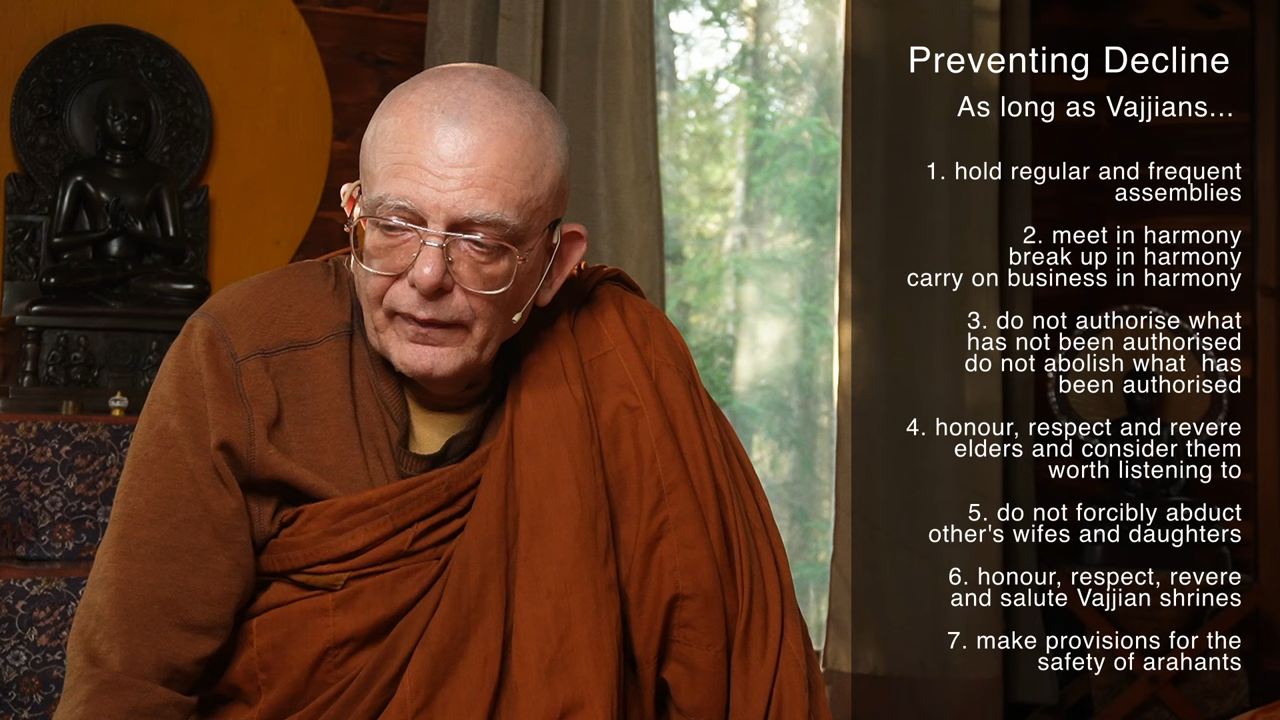 Preventing Decline
As long as Vajjians...
1. hold regular and frequent
assemblies
2. meet in harmony
break up in harmony
carry on business in harmony
3. do not authorise what
has not been authorised
do not abolish what  has
been authorised
4. honour, respect and revere
elders and consider them
worth listening to
5. do not forcibly abduct
other's wifes and daughters
6. honour, respect, revere
and salute Vajjian shrines
7. make provisions for the
safety of arahants